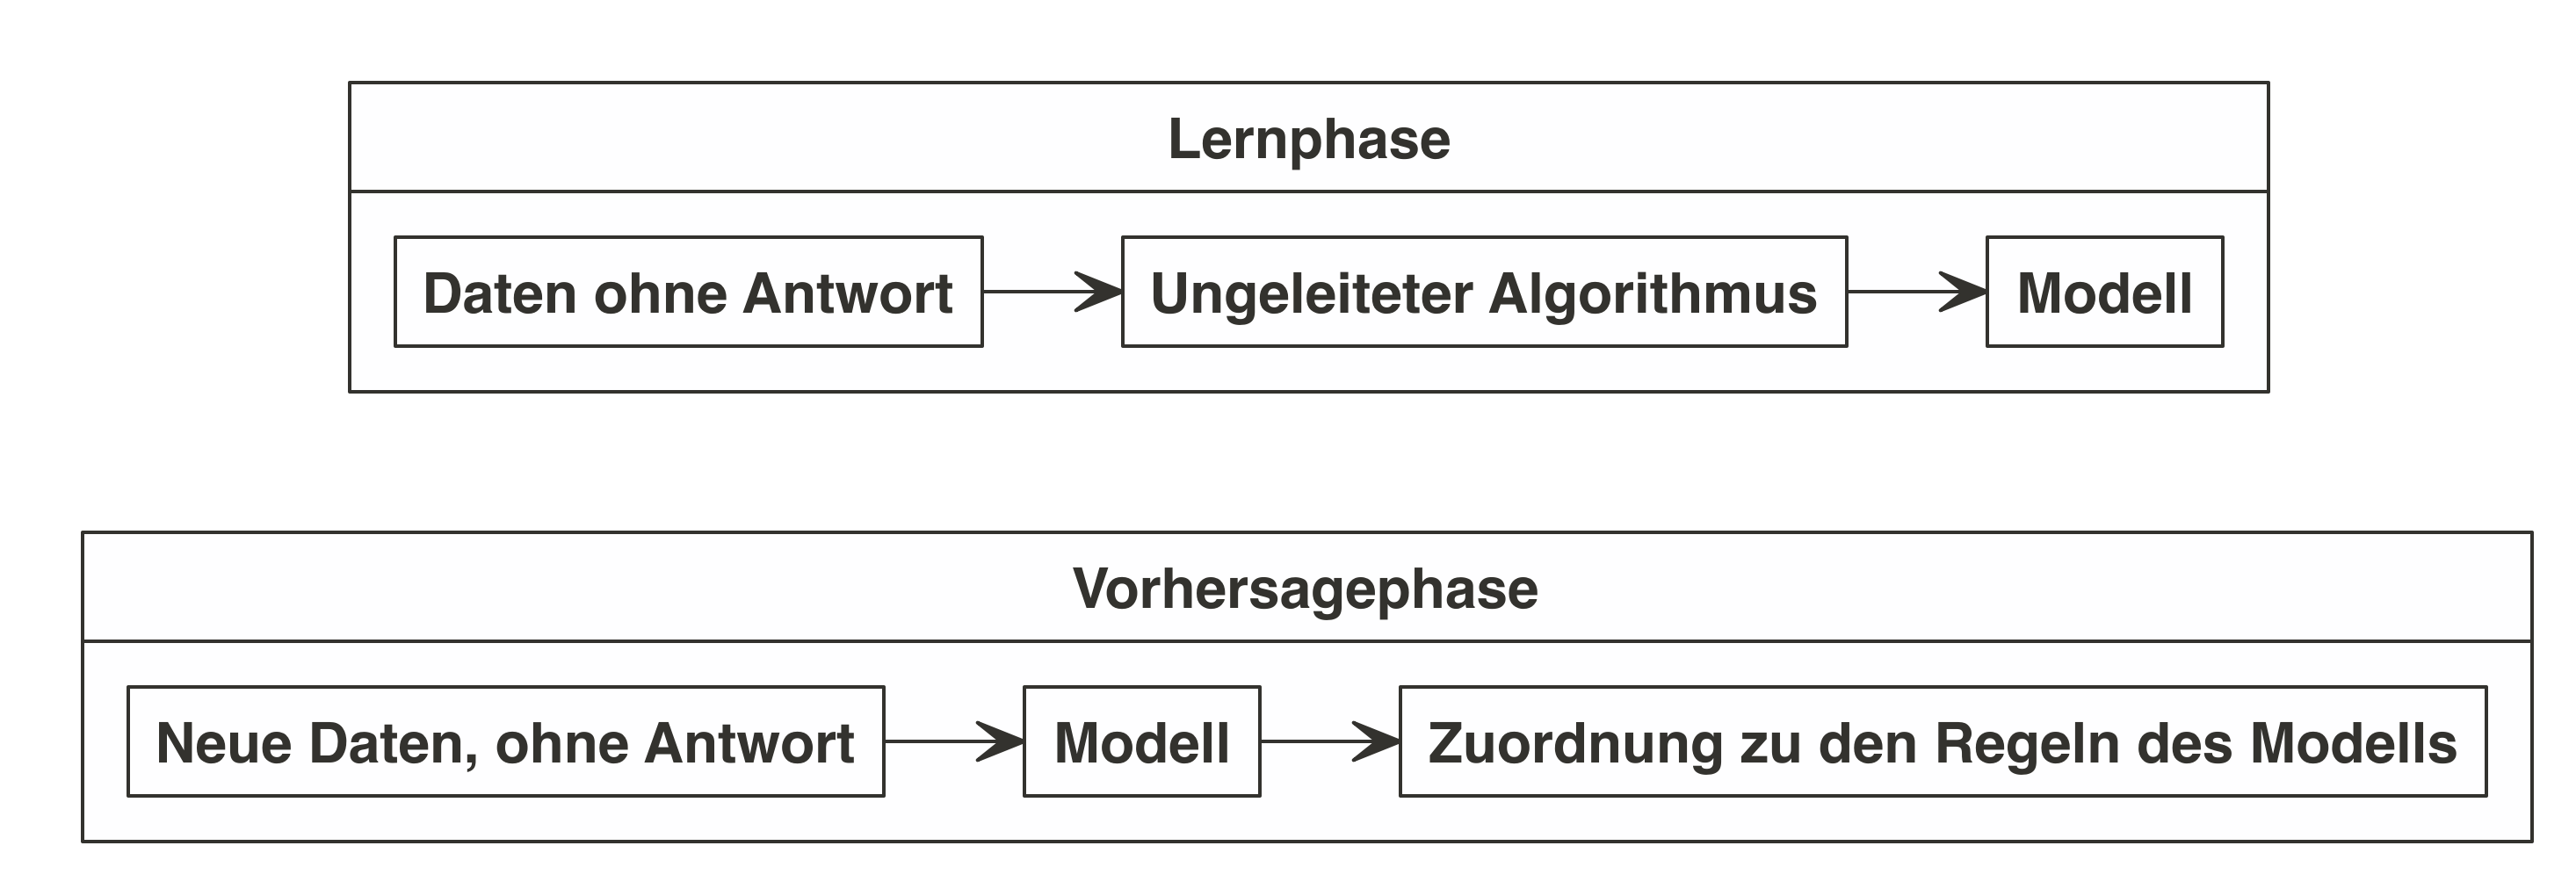 Lernphase
Daten ohne Antwort
Ungeleiteter Algorithmus
Modell
Vorhersagephase
Neue Daten, ohne Antwort
Modell
Zuordnung zu den Regeln des Modells